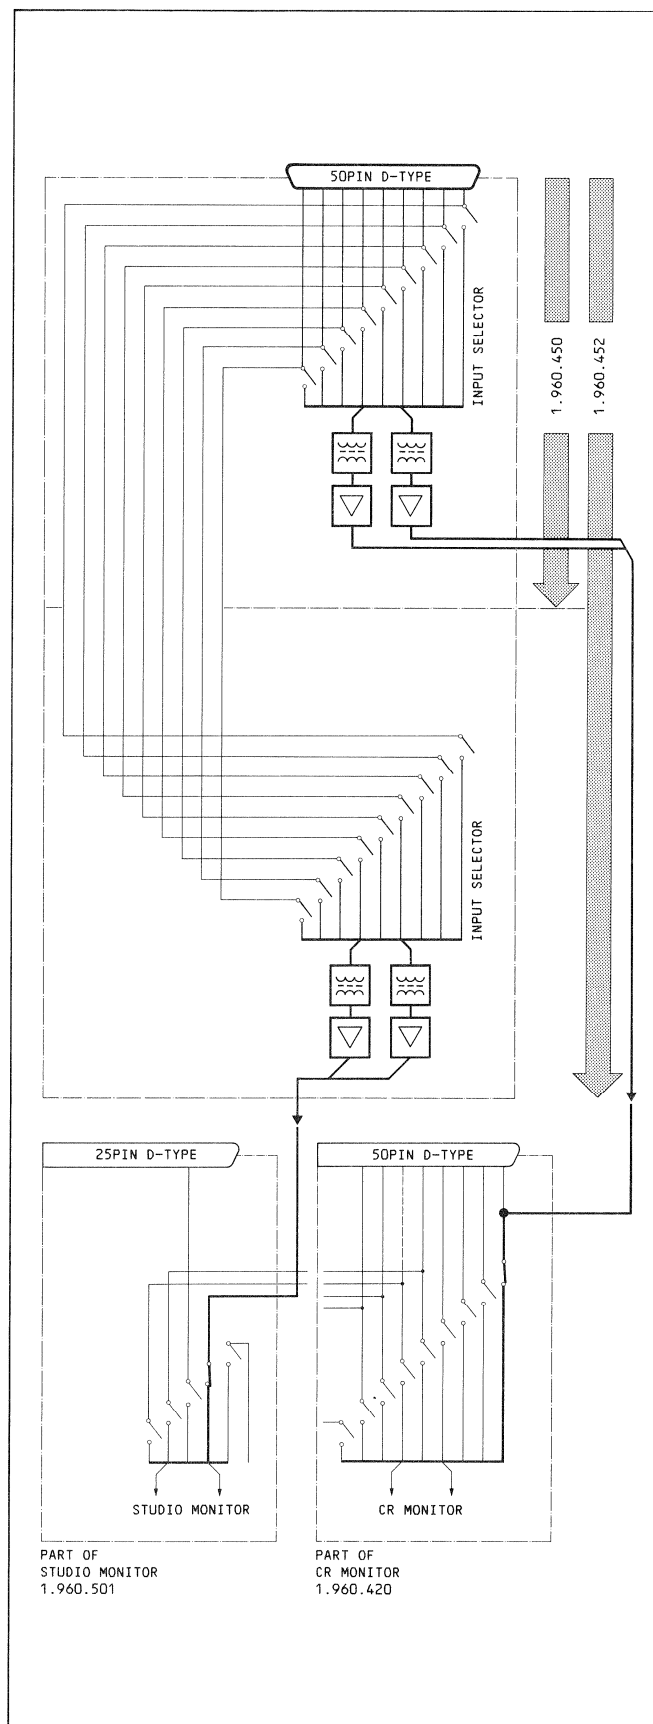 50PIN D-TYPE
INPUT SELECTOR
1.960.450
1.960.452
INPUT SELECTOR
25PIN D-TYPE
50PIN D-TYPE
STUDIO MONITOR
CR MONITOR
PART OF
STUDIO MONITOR
1.960.501
PART OF
CR MONITOR
1.960.420